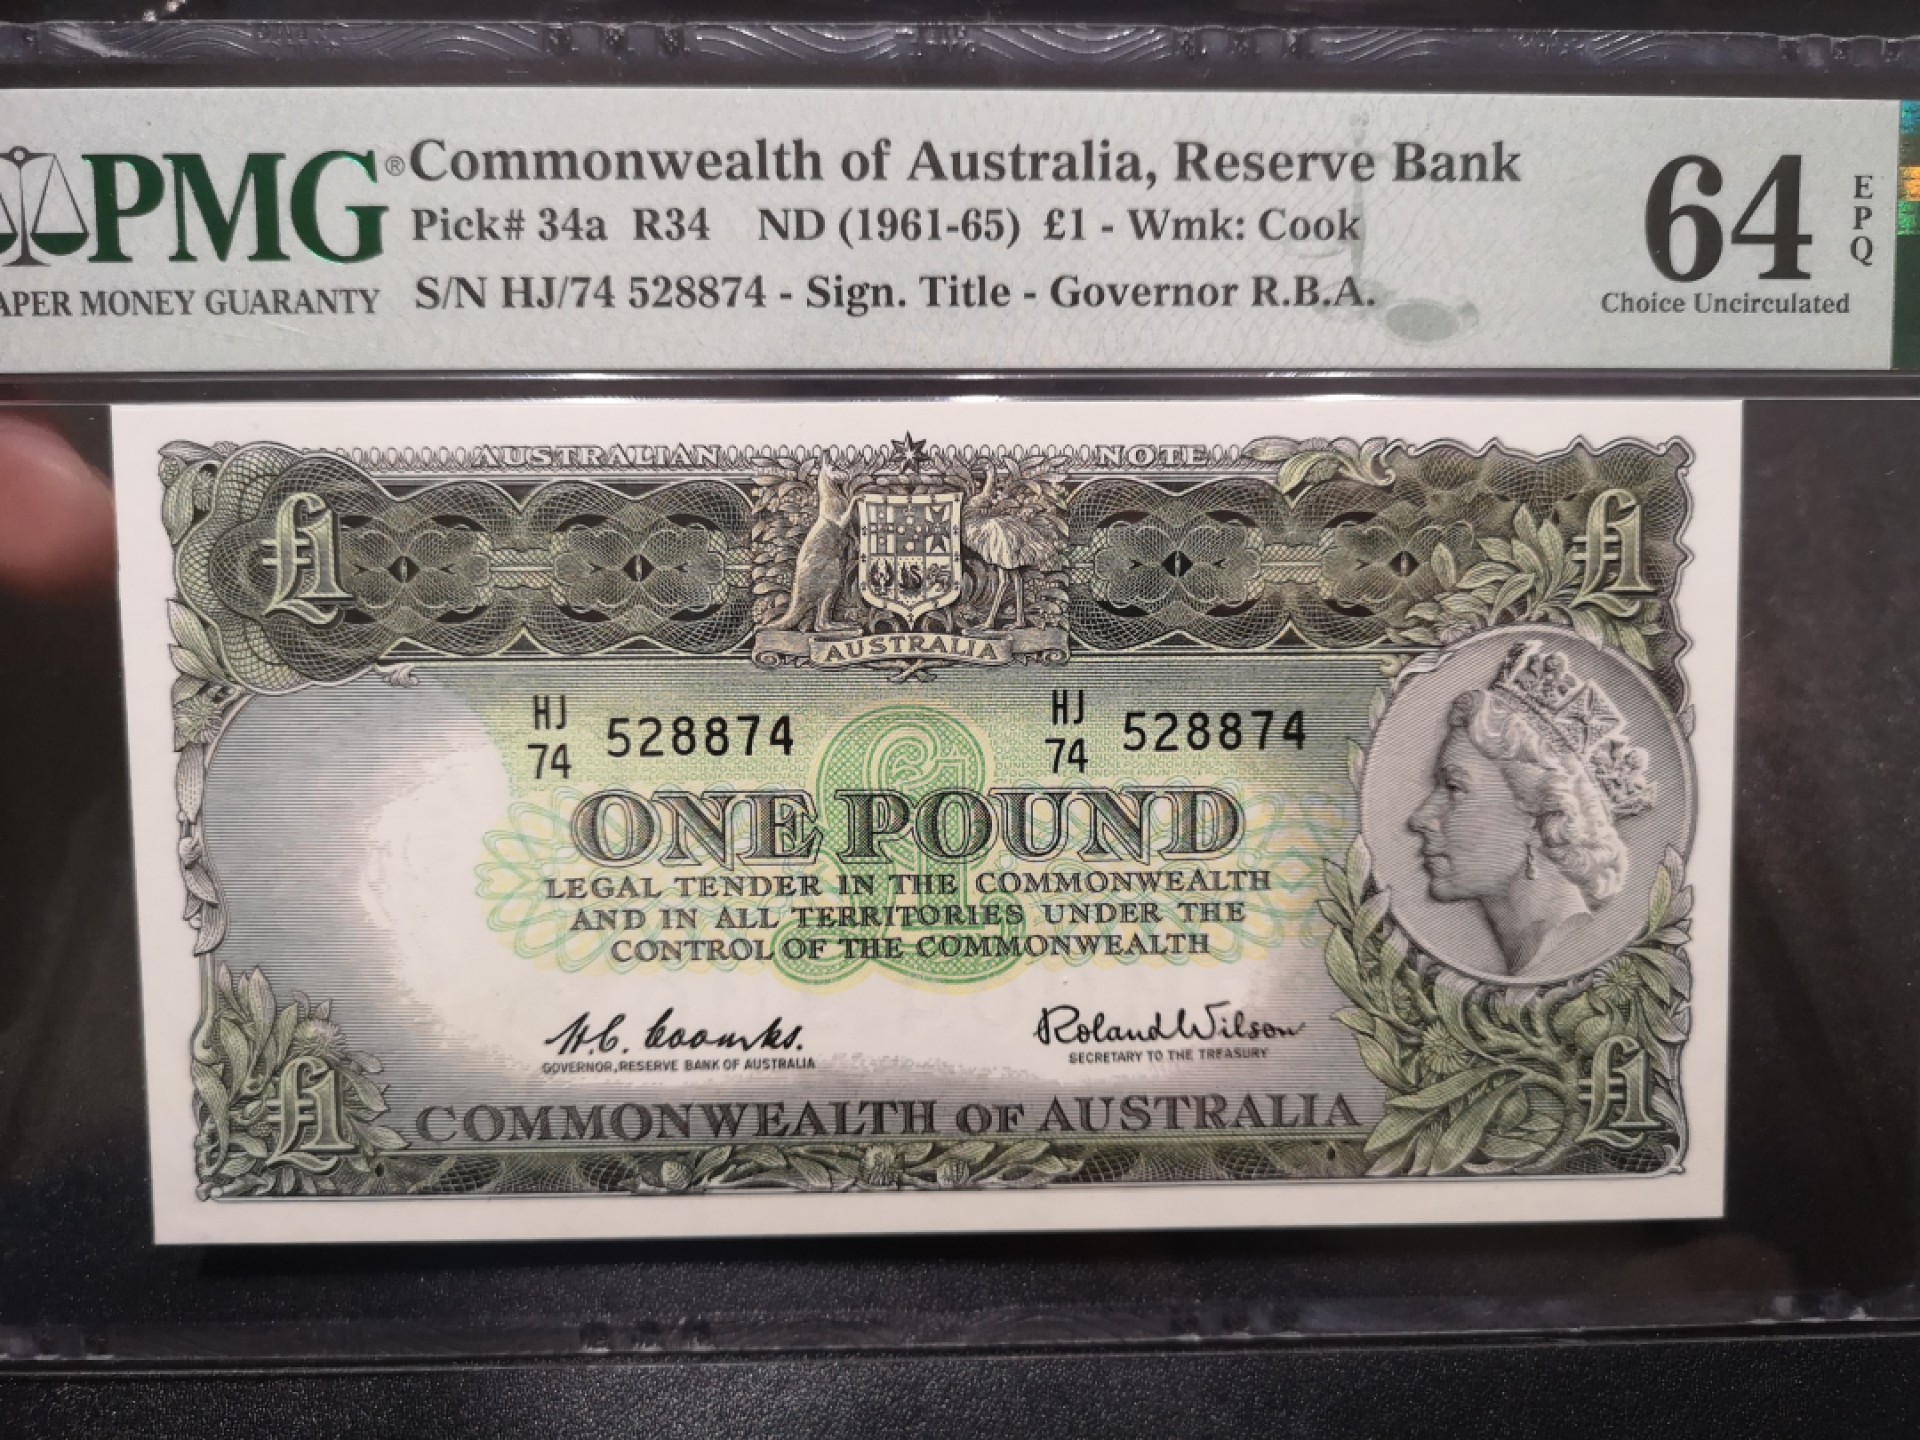 PMG® Commonwealth of Australia, Reserve Bank
Pick# 34a R34 ND (1961-65) £1 - Wmk: Cook
S/N HJ/74 528874 - Sign. Title - Governor R.B.A.
APER MONEY GUARANTY
64 EPQ
Choice Uncirculated
AUSTRALIAN NOTE
£1 £1
AUSTRALIA
HJ 74 528874 HJ 74 528874
ONE POUND
LEGAL TENDER IN THE COMMONWEALTH
AND IN ALL TERRITORIES UNDER THE
CONTROL OF THE COMMONWEALTH
H.C. Coombs. Roland Wilson
GOVERNOR, RESERVE BANK OF AUSTRALIA SECRETARY TO THE TREASURY
£1 £1
COMMONWEALTH OF AUSTRALIA